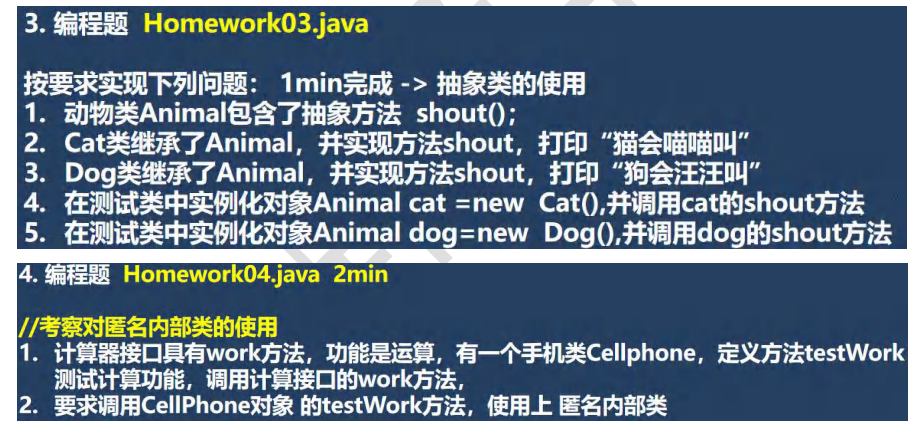 3. 编程题 Homework03.java
按要求实现下列问题： 1min完成 -> 抽象类的使用
1. 动物类Animal包含了抽象方法 shout();
2. Cat类继承了Animal，并实现方法shout，打印“猫会喵喵叫”
3. Dog类继承了Animal，并实现方法shout，打印“狗会汪汪叫”
4. 在测试类中实例化对象Animal cat =new Cat(),并调用cat的shout方法
5. 在测试类中实例化对象Animal dog=new Dog(),并调用dog的shout方法
4. 编程题 Homework04.java 2min
//考察对匿名内部类的使用
1. 计算器接口具有work方法，功能是运算，有一个手机类Cellphone，定义方法testWork
测试计算功能，调用计算接口的work方法，
2. 要求调用CellPhone对象 的testWork方法，使用上 匿名内部类